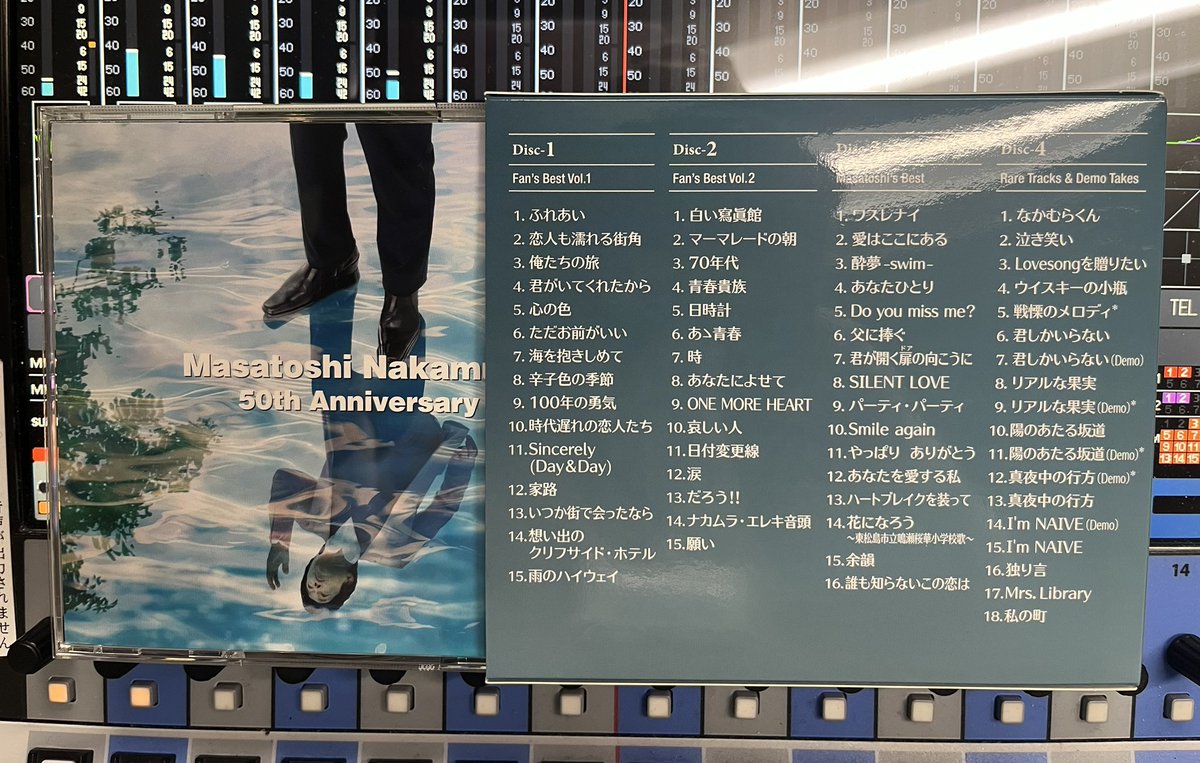 Masatoshi Nakam
50th Anniversary
Disc-1
Fan's Best Vol.1
1. ふれあい
2. 恋人も濡れる街角
3. 俺たちの旅
4. 君がいてくれたから
5. 心の色
6. ただお前がいい
7. 海を抱きしめて
8. 辛子色の季節
9. 100年の勇気
10. 時代遅れの恋人たち
11. Sincerely
(Day&Day)
12. 家路
13. いつか街で会ったなら
14. 想い出の
クリフサイド・ホテル
15. 雨のハイウェイ
Disc-2
Fan's Best Vol.2
1. 白い寫眞館
2. マーマレードの朝
3. 70年代
4. 青春貴族
5. 日時計
6. あゝ青春
7. 時
8. あなたによせて
9. ONE MORE HEART
10. 哀しい人
11. 日付変更線
12. 涙
13. だろう!!
14. ナカムラ・エレキ音頭
15. 願い
Disc-3
Masatoshi's Best
1. ワスレナイ
2. 愛はここにある
3. 酔夢-swim-
4. あなたひとり
5. Do you miss me?
6. 父に捧ぐ
7. 君が開く扉の向こうに
ドア
8. SILENT LOVE
9. パーティ・パーティ
10. Smile again
11. やっぱり ありがとう
12. あなたを愛する私
13. ハートブレイクを装って
14. 花になろう
〜東松島市立鳴瀬桜華小学校歌〜
15. 余韻
16. 誰も知らないこの恋は
Disc-4
Rare Tracks & Demo Takes
1. なかむらくん
2. 泣き笑い
3. Lovesongを贈りたい
4. ウイスキーの小瓶
5. 戦慄のメロディ*
6. 君しかいらない
7. 君しかいらない(Demo)
8. リアルな果実
9. リアルな果実(Demo)*
10. 陽のあたる坂道
11. 陽のあたる坂道(Demo)*
12. 真夜中の行方(Demo)*
13. 真夜中の行方
14. I'm NAIVE(Demo)
15. I'm NAIVE
16. 独り言
17. Mrs. Library
18. 私の町
TEL
14